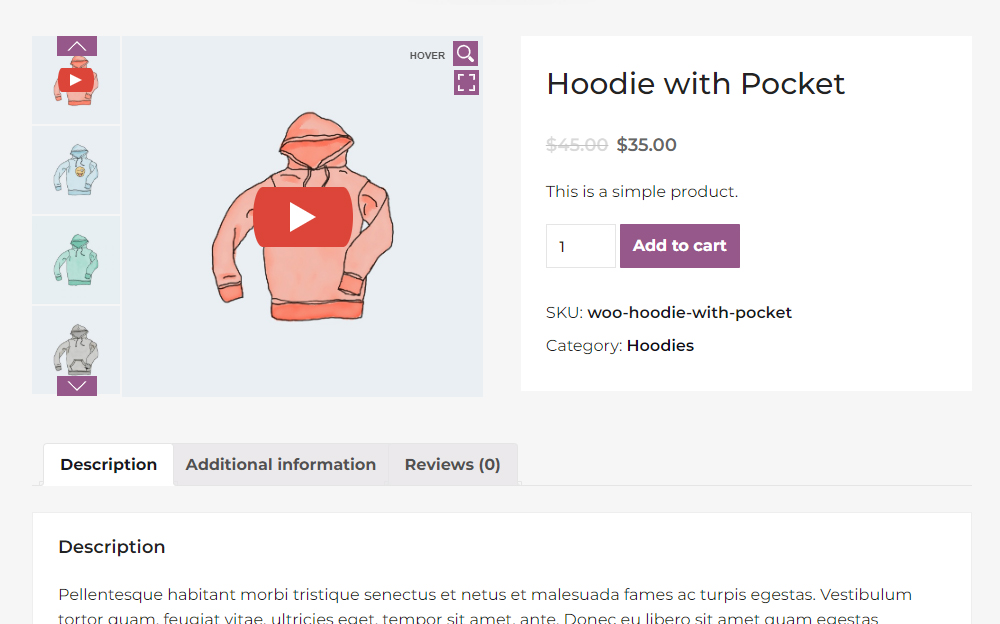 HOVER
Hoodie with Pocket
$45.00 $35.00
This is a simple product.
1
Add to cart
SKU: woo-hoodie-with-pocket
Category: Hoodies
Description
Additional information
Reviews (0)
Description
Pellentesque habitant morbi tristique senectus et netus et malesuada fames ac turpis egestas. Vestibulum
tortor quam, feugiat vitae, ultricies eget, tempor sit amet, ante. Donec eu libero sit amet quam egestas